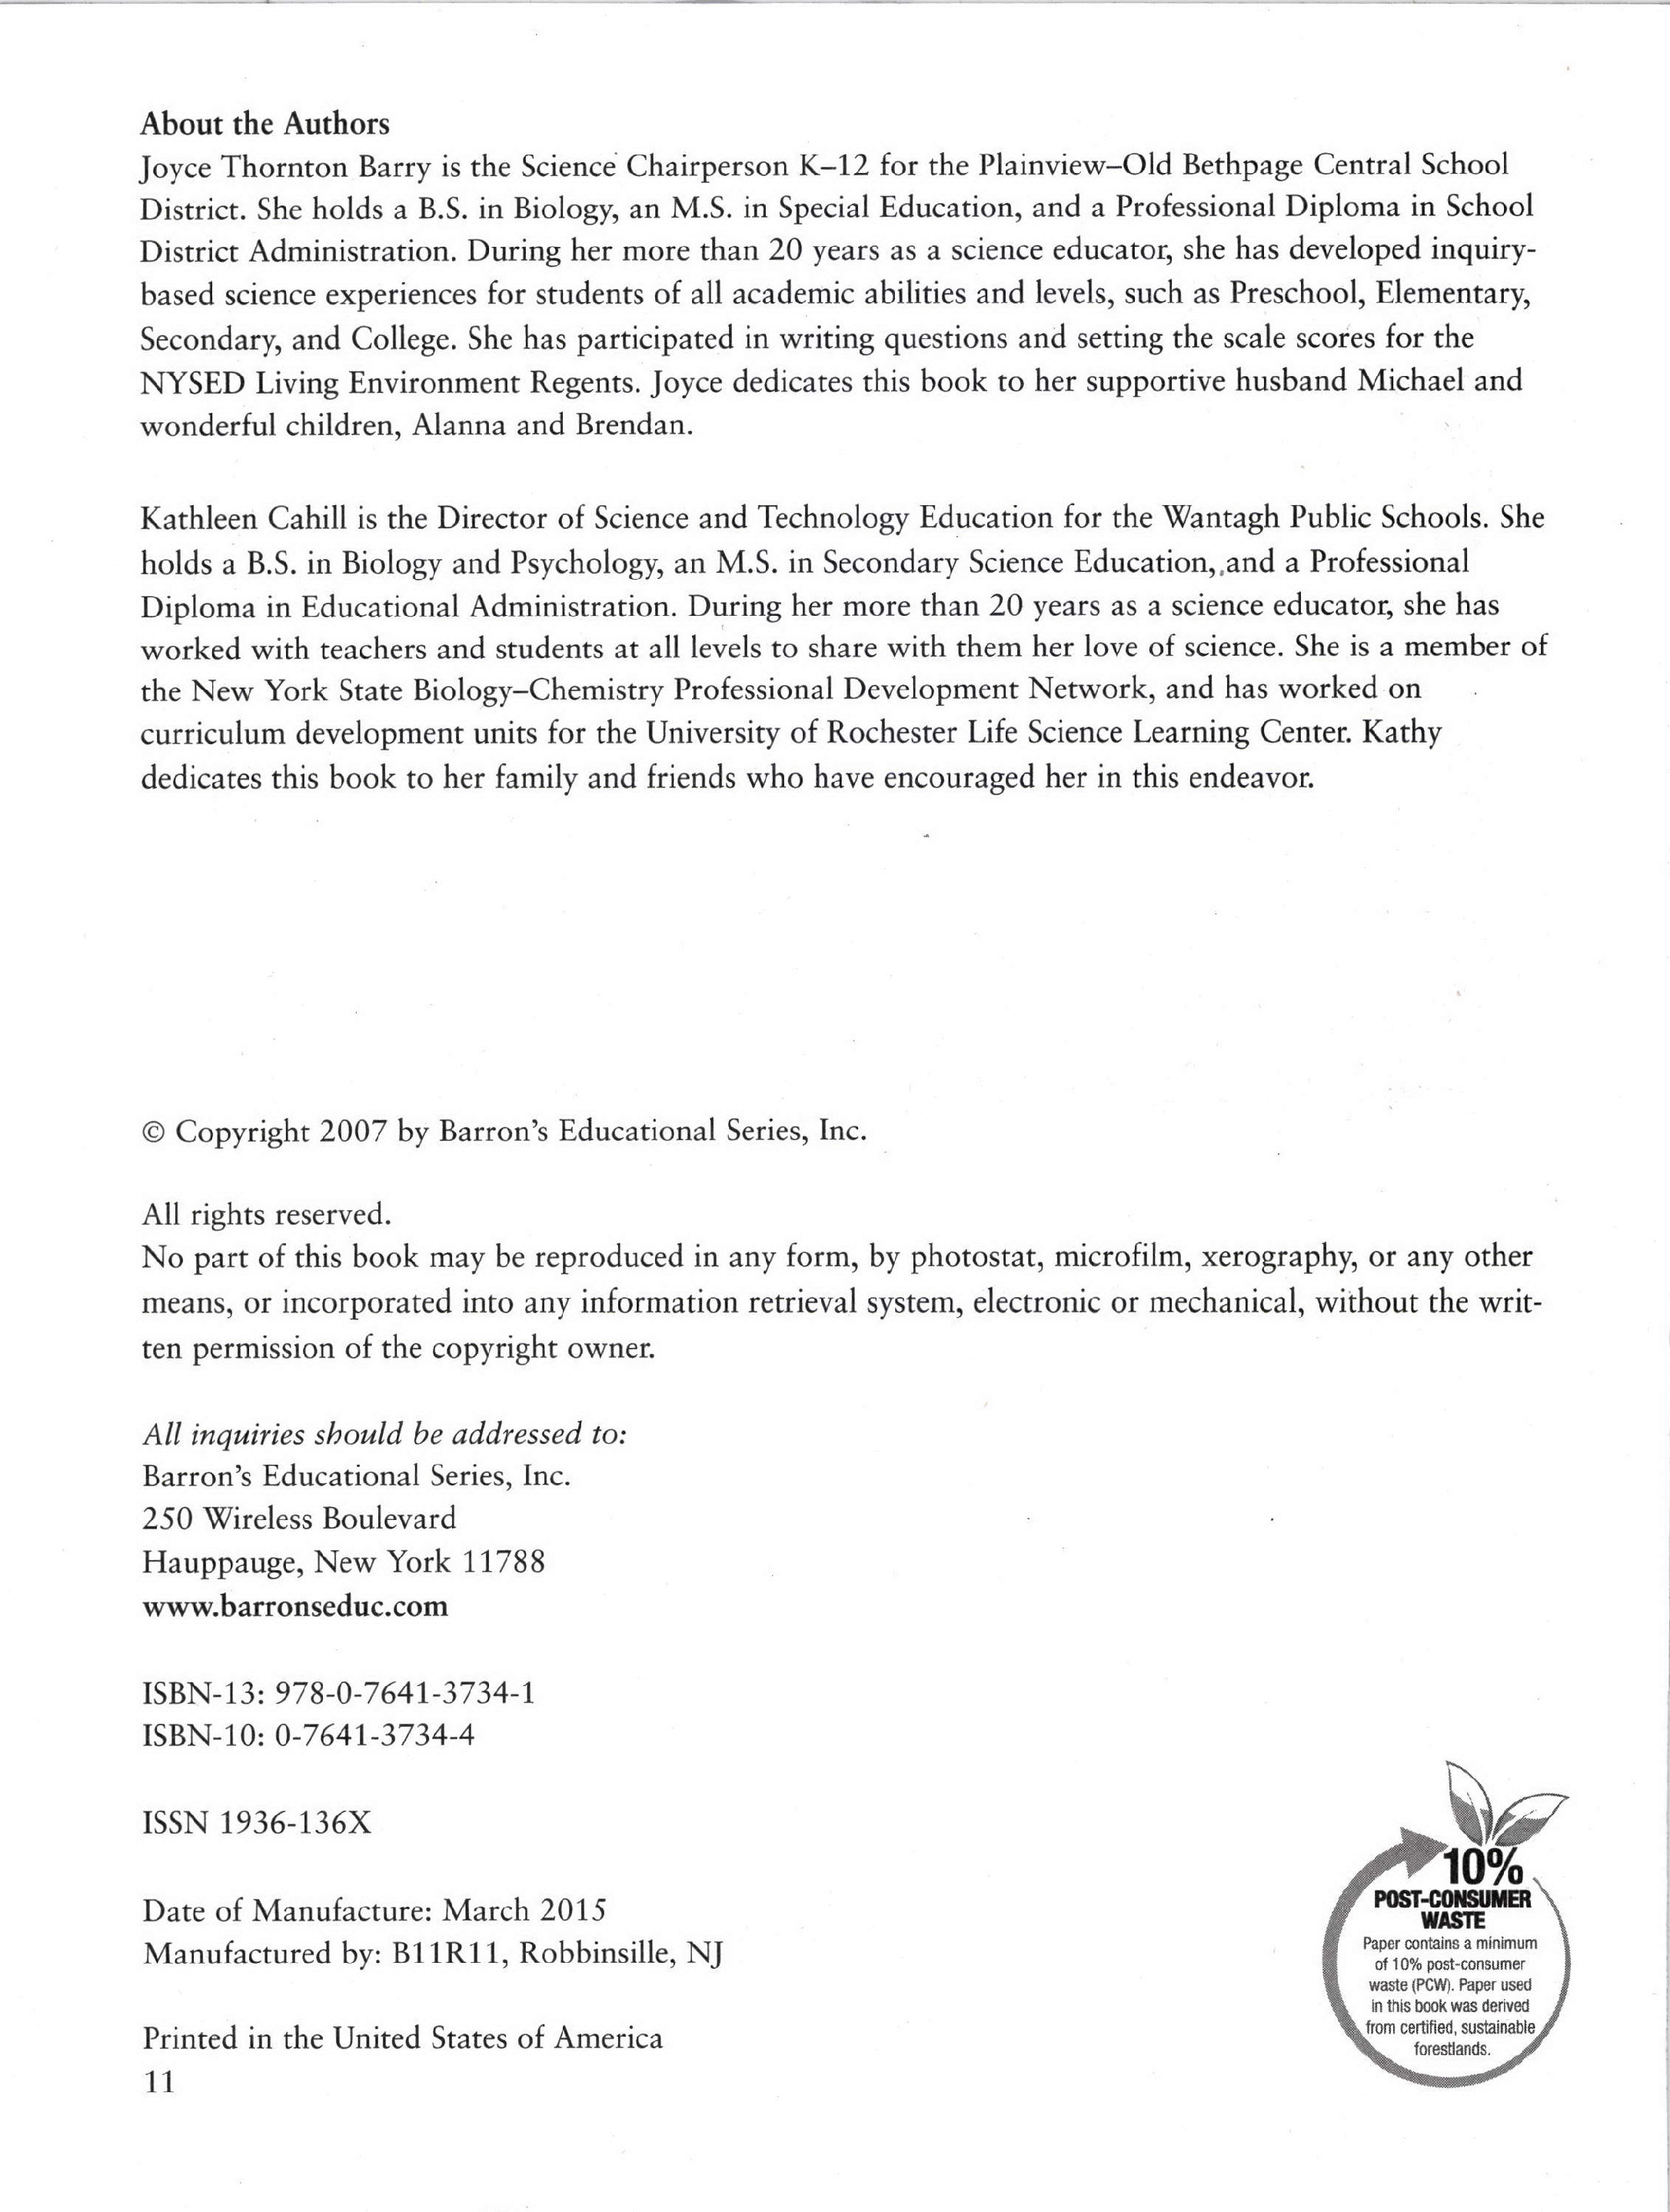 About the Authors
Joyce Thornton Barry is the Science Chairperson K–12 for the Plainview–Old Bethpage Central School
District. She holds a B.S. in Biology, an M.S. in Special Education, and a Professional Diploma in School
District Administration. During her more than 20 years as a science educator, she has developed inquiry-
based science experiences for students of all academic abilities and levels, such as Preschool, Elementary,
Secondary, and College. She has participated in writing questions and setting the scale scores for the
NYSED Living Environment Regents. Joyce dedicates this book to her supportive husband Michael and
wonderful children, Alanna and Brendan.
Kathleen Cahill is the Director of Science and Technology Education for the Wantagh Public Schools. She
holds a B.S. in Biology and Psychology, an M.S. in Secondary Science Education, and a Professional
Diploma in Educational Administration. During her more than 20 years as a science educator, she has
worked with teachers and students at all levels to share with them her love of science. She is a member of
the New York State Biology–Chemistry Professional Development Network, and has worked on
curriculum development units for the University of Rochester Life Science Learning Center. Kathy
dedicates this book to her family and friends who have encouraged her in this endeavor.
© Copyright 2007 by Barron's Educational Series, Inc.
All rights reserved.
No part of this book may be reproduced in any form, by photostat, microfilm, xerography, or any other
means, or incorporated into any information retrieval system, electronic or mechanical, without the writ-
ten permission of the copyright owner.
All inquiries should be addressed to:
Barron's Educational Series, Inc.
250 Wireless Boulevard
Hauppauge, New York 11788
www.barronseduc.com
ISBN-13: 978-0-7641-3734-1
ISBN-10: 0-7641-3734-4
ISSN 1936-136X
Date of Manufacture: March 2015
Manufactured by: B11R11, Robbinsille, NJ
Printed in the United States of America
11
10%
POST-CONSUMER
WASTE
Paper contains a minimum
of 10% post-consumer
waste (PCW). Paper used
in this book was derived
from certified, sustainable
forestlands.